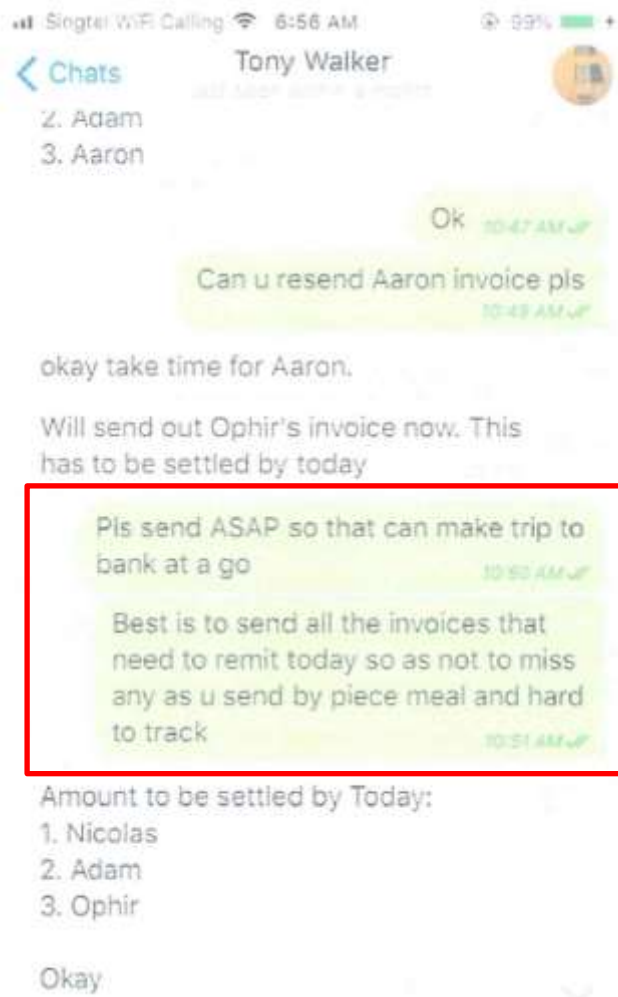 Singtel WiFi Calling 6:56 AM 99%
Chats
Tony Walker
2. Adam
3. Aaron
Ok 10:47 AM
Can u resend Aaron invoice pls
10:49 AM
okay take time for Aaron.
Will send out Ophir's invoice now. This
has to be settled by today
Pls send ASAP so that can make trip to
bank at a go 10:50 AM
Best is to send all the invoices that
need to remit today so as not to miss
any as u send by piece meal and hard
to track 10:51 AM
Amount to be settled by Today:
1. Nicolas
2. Adam
3. Ophir
Okay